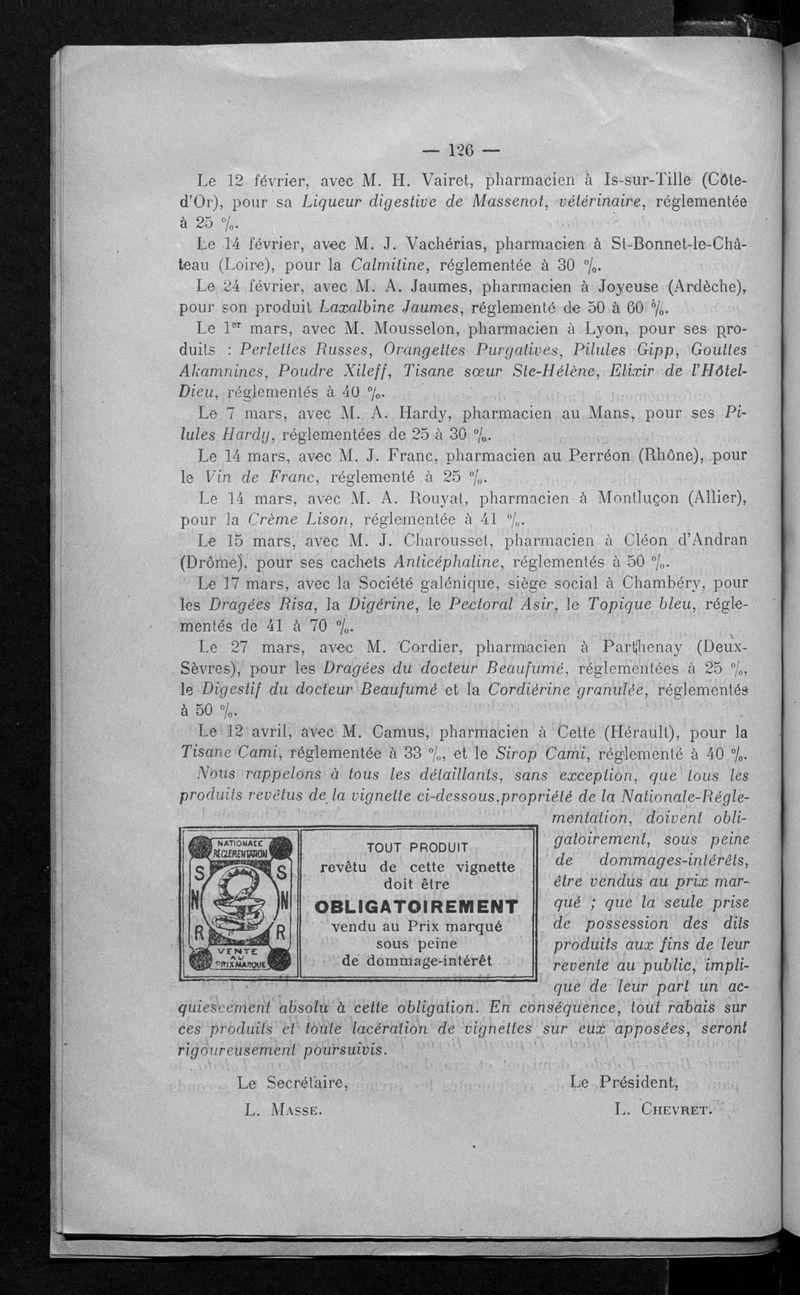 — 126 —
Le 12 février, avec M. H. Vairet, pharmacien à Is-sur-Tille (Côte-
d'Or), pour sa Liqueur digestive de Massenot, vétérinaire, réglementée
à 25 %.
Le 14 février, avec M. J. Vachérias, pharmacien à St-Bonnet-le-Châ-
teau (Loire), pour la Calmitine, réglementée à 30 %.
Le 24 février, avec M. A. Jaumes, pharmacien à Joyeuse (Ardèche),
pour son produit Laxalbine Jaumes, réglementé de 50 à 60 %.
Le 1er mars, avec M. Mousselon, pharmacien à Lyon, pour ses pro-
duits : Perlettes Russes, Orangettes Purgatives, Pilules Gipp, Gouttes
Akamnines, Poudre Xileff, Tisane sœur Ste-Hélène, Elixir de l'Hôtel-
Dieu, réglementés à 40 %.
Le 7 mars, avec M. A. Hardy, pharmacien au Mans, pour ses Pi-
lules Hardy, réglementées de 25 à 30 %.
Le 14 mars, avec M. J. Franc, pharmacien au Perréon (Rhône), pour
le Vin de Franc, réglementé à 25 %.
Le 14 mars, avec M. A. Rouyat, pharmacien à Montluçon (Allier),
pour la Crème Lison, réglementée à 41 %.
Le 15 mars, avec M. J. Charousset, pharmacien à Cléon d'Andran
(Drôme), pour ses cachets Anticéphaline, réglementés à 50 %.
Le 17 mars, avec la Société galénique, siège social à Chambéry, pour
les Dragées Risa, la Digérine, le Pectoral Asir, le Topique bleu, régle-
mentés de 41 à 70 %.
Le 27 mars, avec M. Cordier, pharmacien à Parthenay (Deux-
Sèvres), pour les Dragées du docteur Beaufumé, réglementées à 25 %,
le Digestif du docteur Beaufumé et la Cordiérine granulée, réglementés
à 50 %.
Le 12 avril, avec M. Camus, pharmacien à Cette (Hérault), pour la
Tisane Cami, réglementée à 33 %, et le Sirop Cami, réglementé à 40 %.
Nous rappelons à tous les détaillants, sans exception, que tous les
produits revêtus de la vignette ci-dessous, propriété de la Nationale-Régle-
mentation, doivent obli-
gatoirement, sous peine
de dommages-intérêts,
être vendus au prix mar-
qué ; que la seule prise
de possession des dits
produits aux fins de leur
revente au public, impli-
que de leur part un ac-
quiescement absolu à cette obligation. En conséquence, tout rabais sur
ces produits et toute lacération de vignettes sur eux apposées, seront
rigoureusement poursuivis.
NATIONALE
RÉGLEMENTATION
S S
N N
R R
VENTE
AU
PRIX MARQUÉ
TOUT PRODUIT
revêtu de cette vignette
doit être
OBLIGATOIREMENT
vendu au Prix marqué
sous peine
de dommage-intérêt
Le Secrétaire,
L. MASSE.
Le Président,
L. CHEVRET.